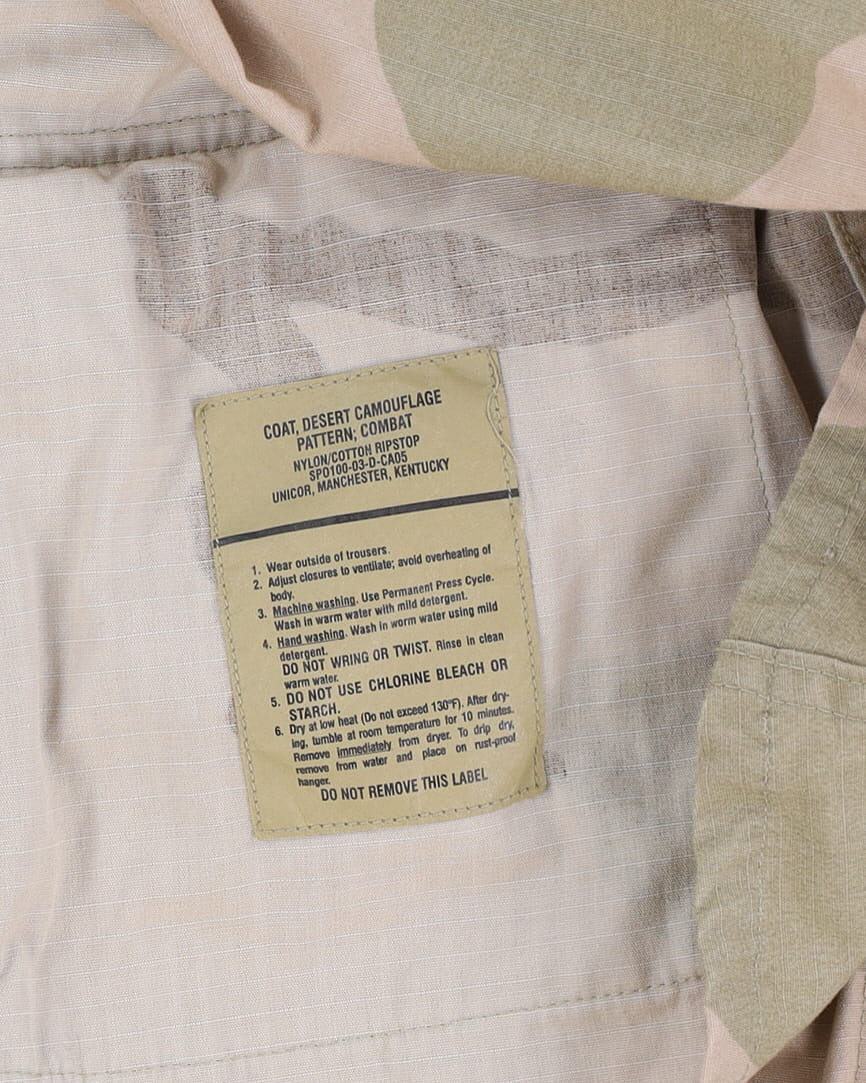 COAT, DESERT CAMOUFLAGE
PATTERN; COMBAT
NYLON/COTTON RIPSTOP
SPO100-03-D-CA05
UNICOR, MANCHESTER, KENTUCKY
1. Wear outside of trousers.
2. Adjust closures to ventilate; avoid overheating of
body.
3. Machine washing. Use Permanent Press Cycle.
Wash in warm water with mild detergent.
4. Hand washing. Wash in worm water using mild
detergent.
DO NOT WRING OR TWIST. Rinse in clean
warm water.
5. DO NOT USE CHLORINE BLEACH OR
STARCH.
6. Dry at low heat (Do not exceed 130°F). After dry-
ing, tumble at room temperature for 10 minutes.
Remove immediately from dryer. To drip dry,
remove from water and place on rust-proof
hanger.
DO NOT REMOVE THIS LABEL